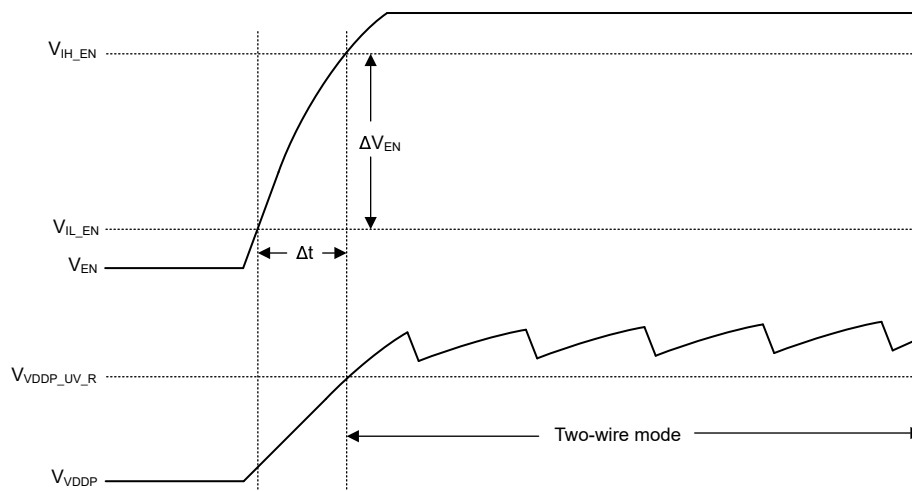 VIH_EN
ΔVEN
VIL_EN
Δt
VEN
VVDDP_UV_R
Two-wire mode
VVDDP